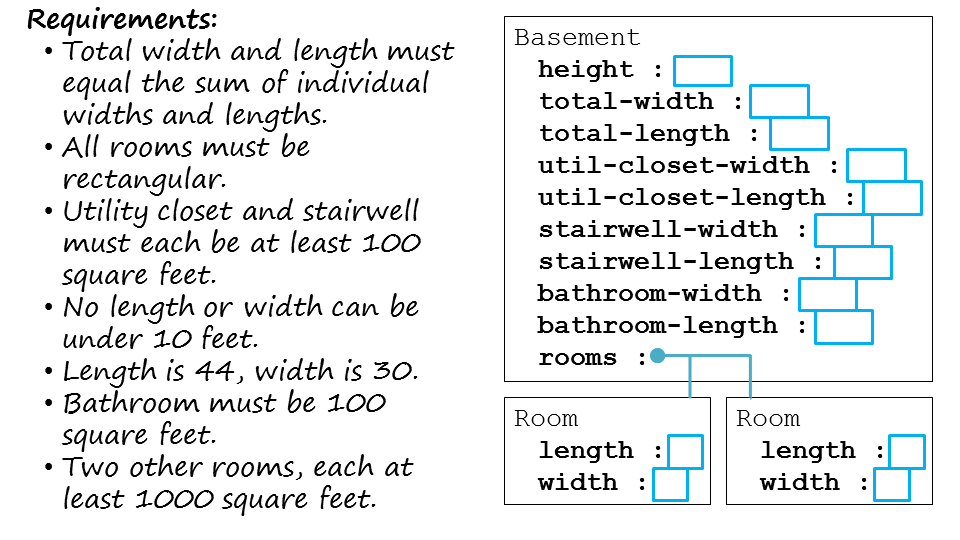 Requirements:
• Total width and length must
equal the sum of individual
widths and lengths.
• All rooms must be
rectangular.
• Utility closet and stairwell
must each be at least 100
square feet.
• No length or width can be
under 10 feet.
• Length is 44, width is 30.
• Bathroom must be 100
square feet.
• Two other rooms, each at
least 1000 square feet.
Basement
height :
total-width :
total-length :
util-closet-width :
util-closet-length :
stairwell-width :
stairwell-length :
bathroom-width :
bathroom-length :
rooms :
Room
length :
width :
Room
length :
width :